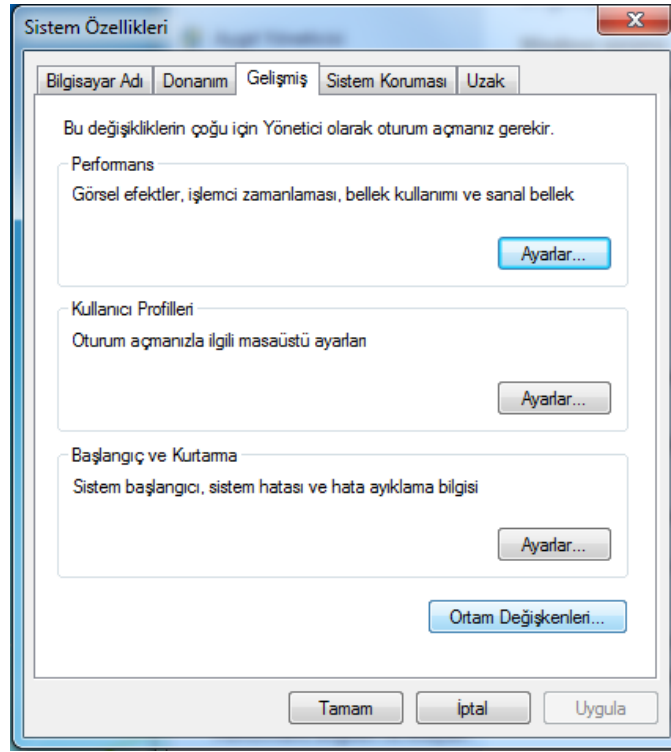 Sistem Özellikleri
Bilgisayar Adı Donanım Gelişmiş Sistem Koruması Uzak
Bu değişikliklerin çoğu için Yönetici olarak oturum açmanız gerekir.
Performans
Görsel efektler, işlemci zamanlaması, bellek kullanımı ve sanal bellek
Ayarlar...
Kullanıcı Profilleri
Oturum açmanızla ilgili masaüstü ayarları
Ayarlar...
Başlangıç ve Kurtarma
Sistem başlangıcı, sistem hatası ve hata ayıklama bilgisi
Ayarlar...
Ortam Değişkenleri...
Tamam İptal Uygula